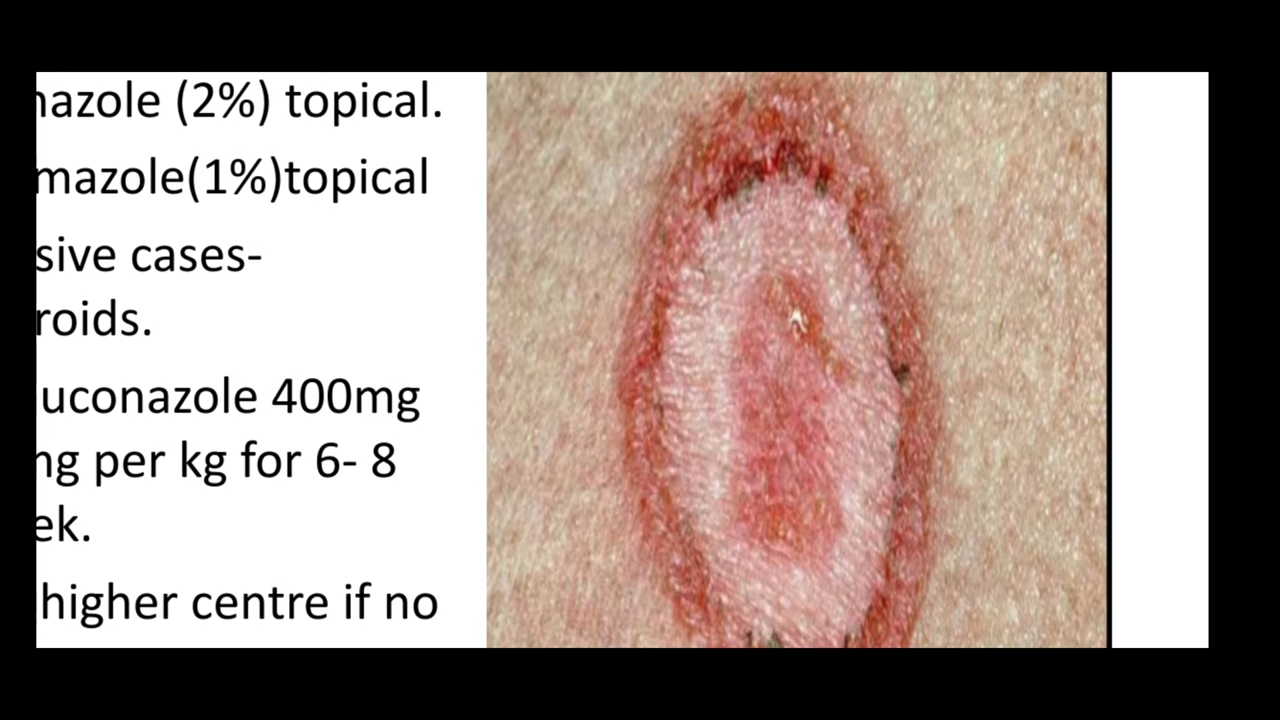 nazole (2%) topical.
mazole(1%)topical
sive cases-
roids.
uconazole 400mg
ng per kg for 6- 8
ek.
higher centre if no